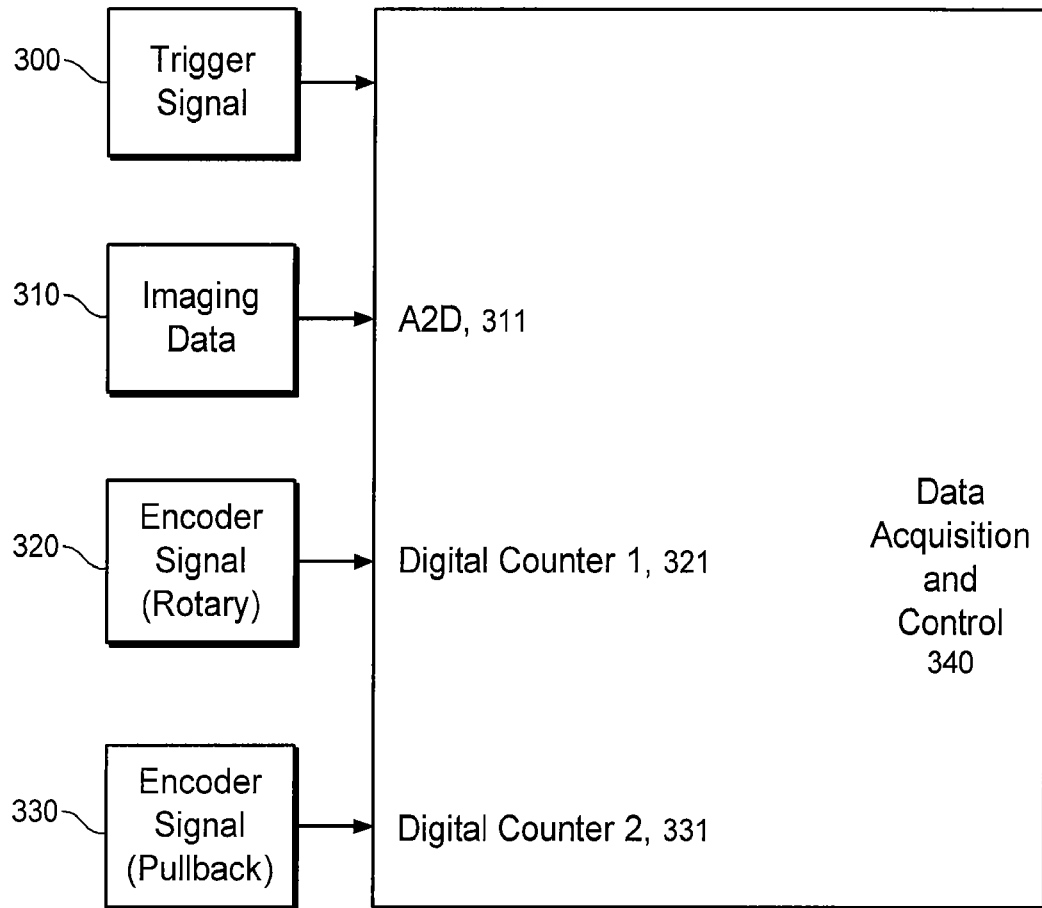 300
Trigger
Signal
310
Imaging
Data
A2D, 311
320
Encoder
Signal
(Rotary)
Digital Counter 1, 321
Data
Acquisition
and
Control
340
330
Encoder
Signal
(Pullback)
Digital Counter 2, 331